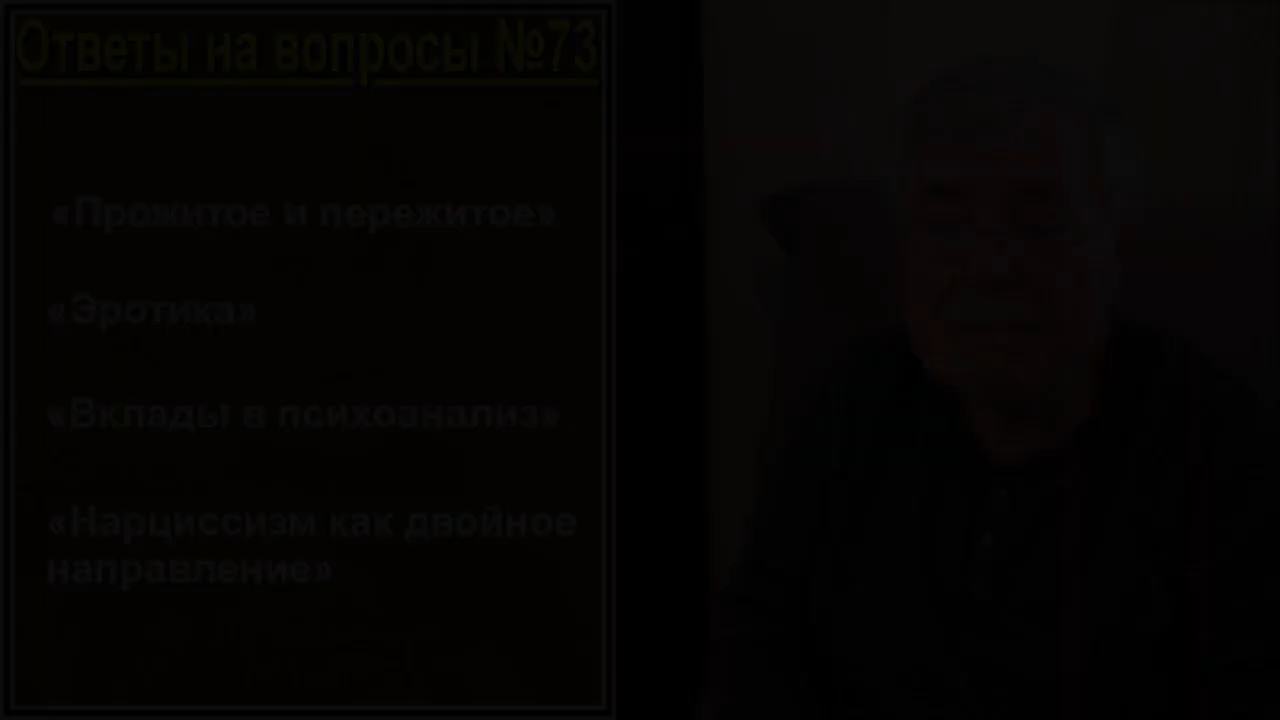 Ответы на вопросы №73
«Прожитое и пережитое»
«Эротика»
«Вклады в психоанализ»
«Нарциссизм как двойное
направление»